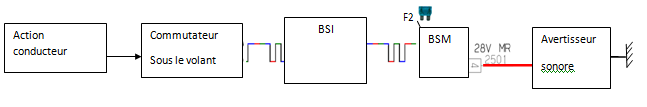 Action
conducteur
Commutateur
Sous le volant
BSI
F2
BSM
28V MR
2501
Avertisseur
sonore